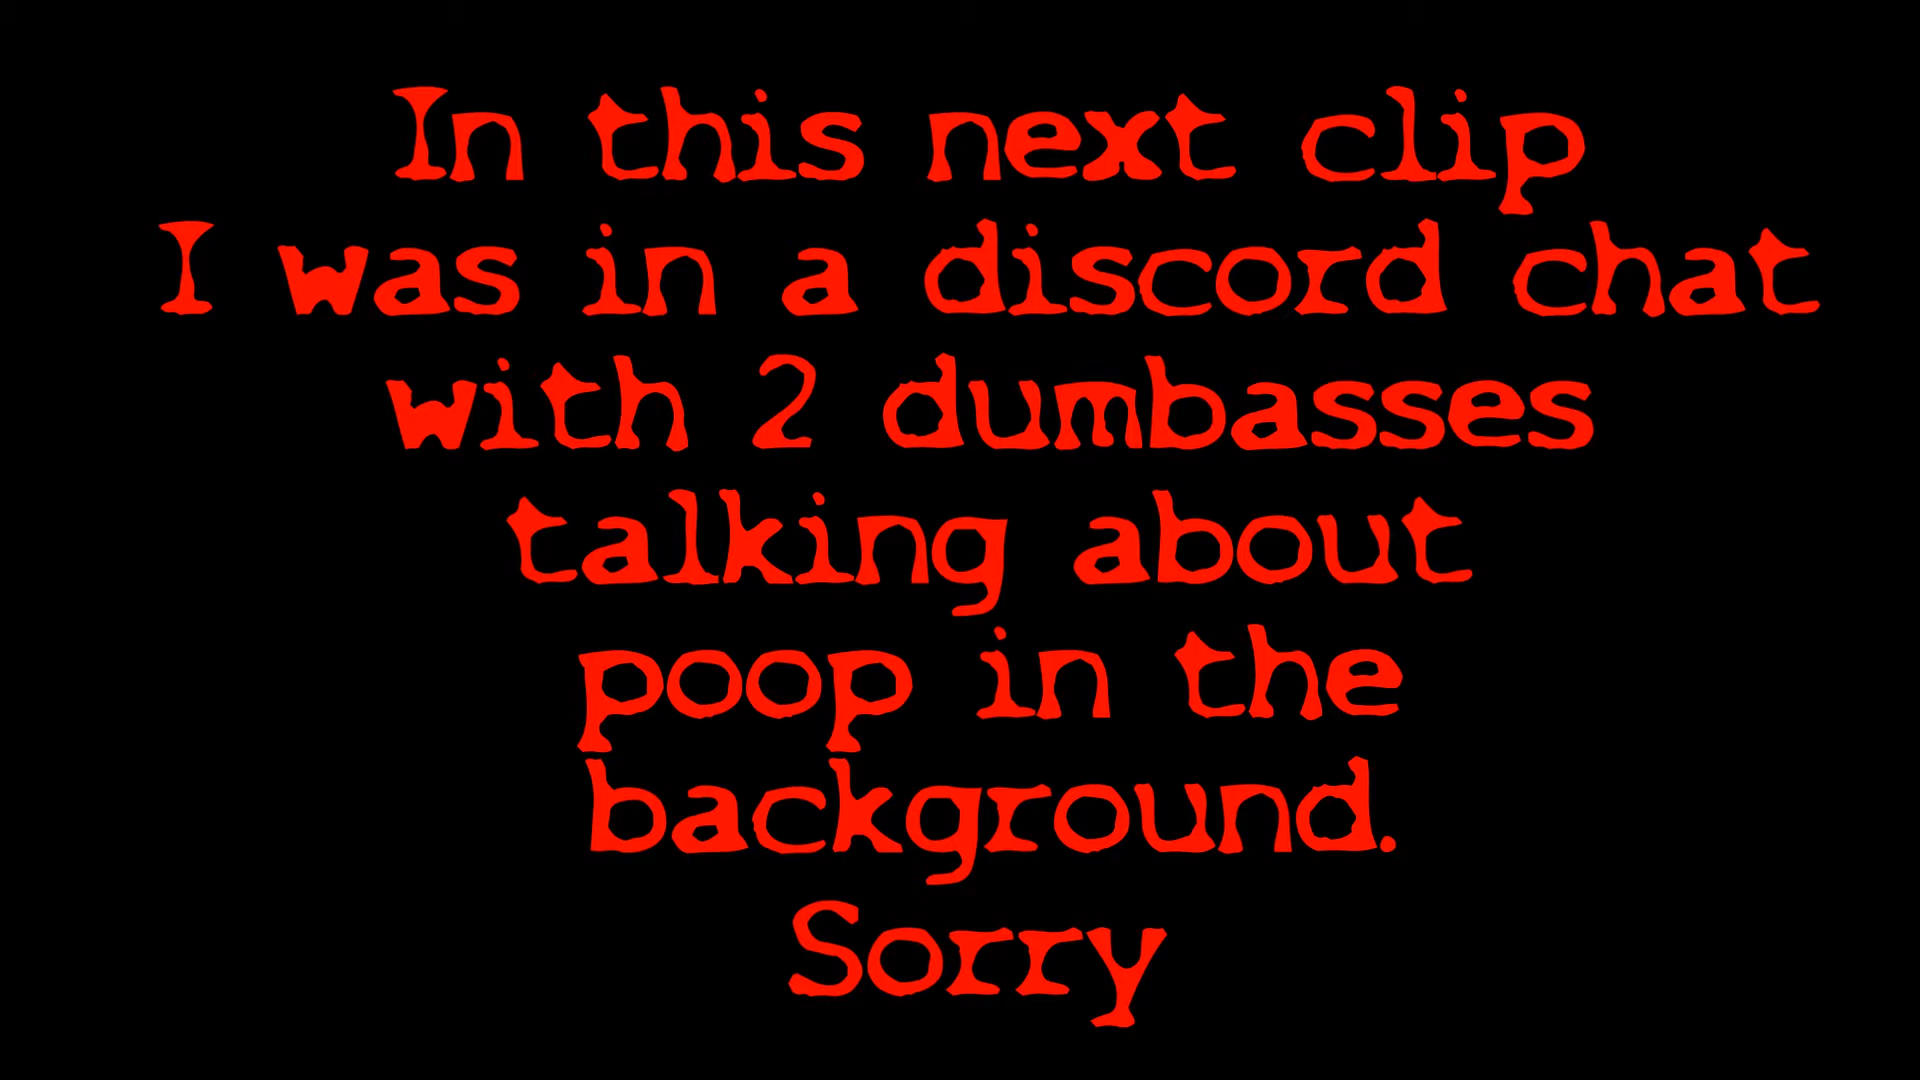 In this next clip
I was in a discord chat
with 2 dumbasses
talking about
poop in the
background.
Sorry